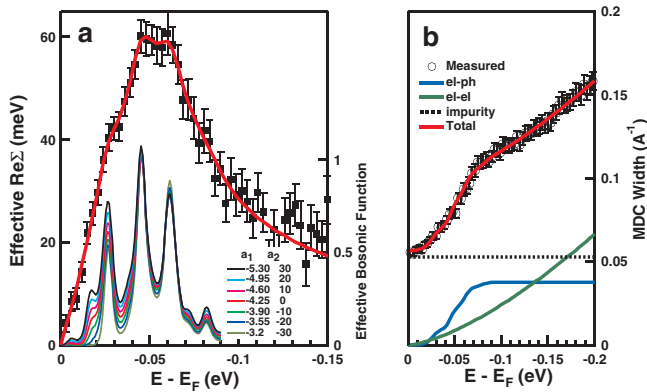 a
b
60
40
20
0
Effective ReΣ (meV)
1
0.5
0
Effective Bosonic Function
a1 a2
-5.30 30
-4.95 20
-4.60 10
-4.25 0
-3.90 -10
-3.55 -20
-3.2 -30
0 -0.05 -0.1 -0.15
E - EF (eV)
Measured
el-ph
el-el
impurity
Total
0.2
0.15
0.1
0.05
0
MDC Width (A-1)
0 -0.05 -0.1 -0.15 -0.2
E - EF (eV)